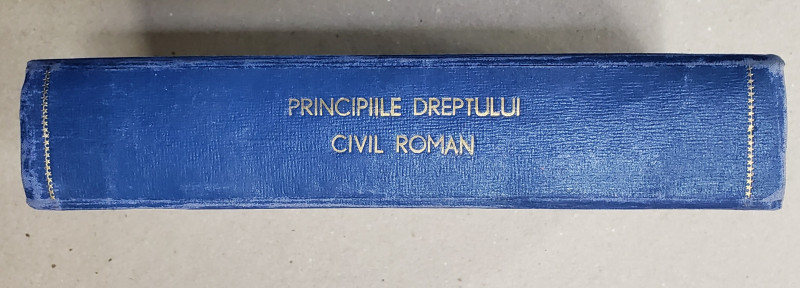 PRINCIPIILE DREPTULUI
CIVIL ROMAN